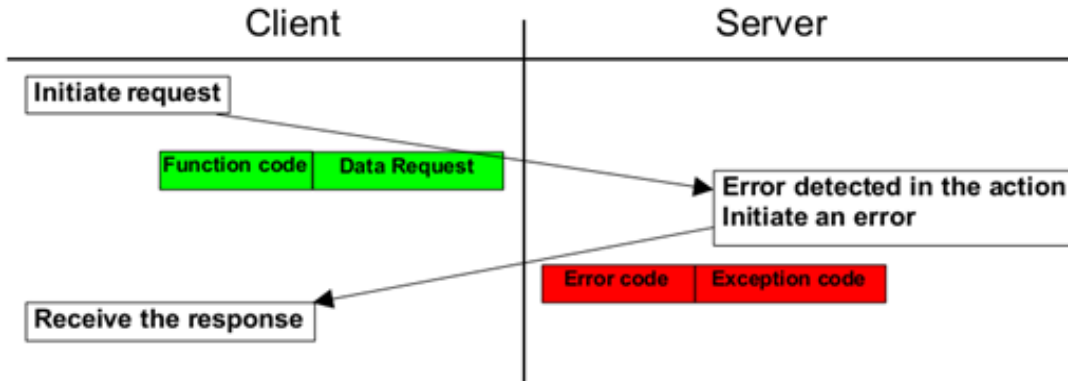 Client
Server
Initiate request
Function code
Data Request
Error detected in the action
Initiate an error
Error code
Exception code
Receive the response